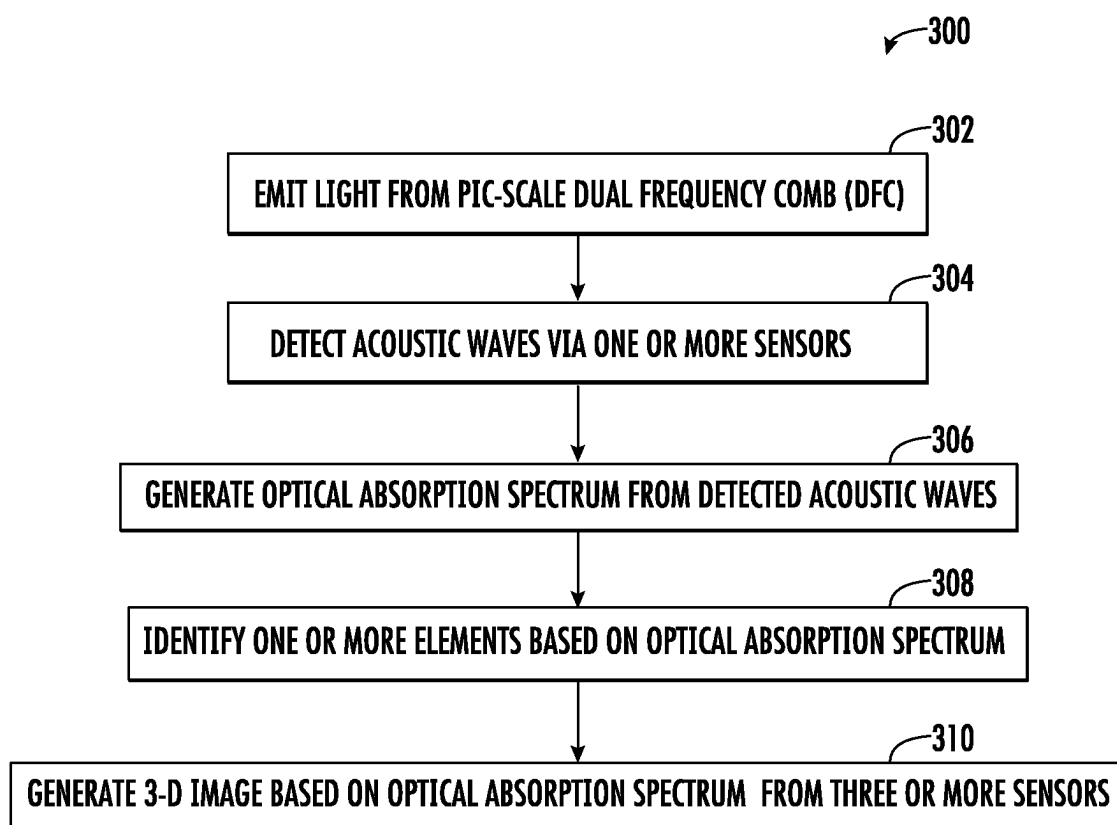 300
302
EMIT LIGHT FROM PIC-SCALE DUAL FREQUENCY COMB (DFC)
304
DETECT ACOUSTIC WAVES VIA ONE OR MORE SENSORS
306
GENERATE OPTICAL ABSORPTION SPECTRUM FROM DETECTED ACOUSTIC WAVES
308
IDENTIFY ONE OR MORE ELEMENTS BASED ON OPTICAL ABSORPTION SPECTRUM
310
GENERATE 3-D IMAGE BASED ON OPTICAL ABSORPTION SPECTRUM FROM THREE OR MORE SENSORS